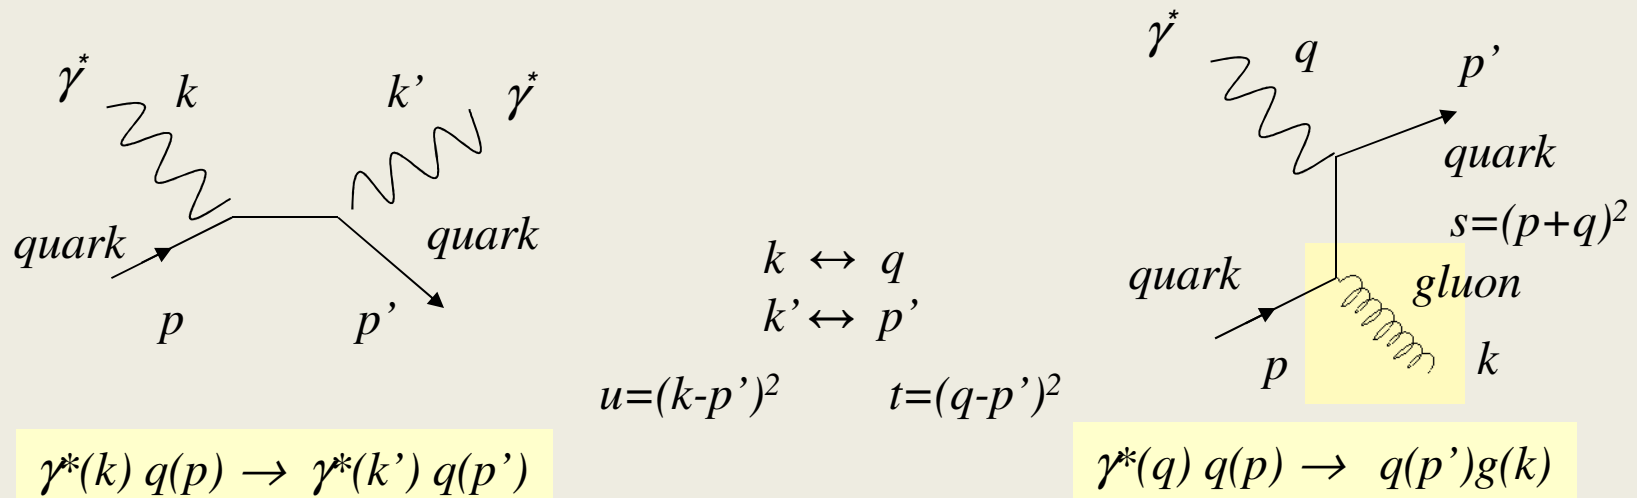 γ* k k' γ*
quark quark
p p'
γ*(k) q(p) → γ*(k') q(p')
k ↔ q
k' ↔ p'
u=(k-p')² t=(q-p')²
γ* q p'
quark
s=(p+q)²
quark gluon
p k
γ*(q) q(p) → q(p')g(k)